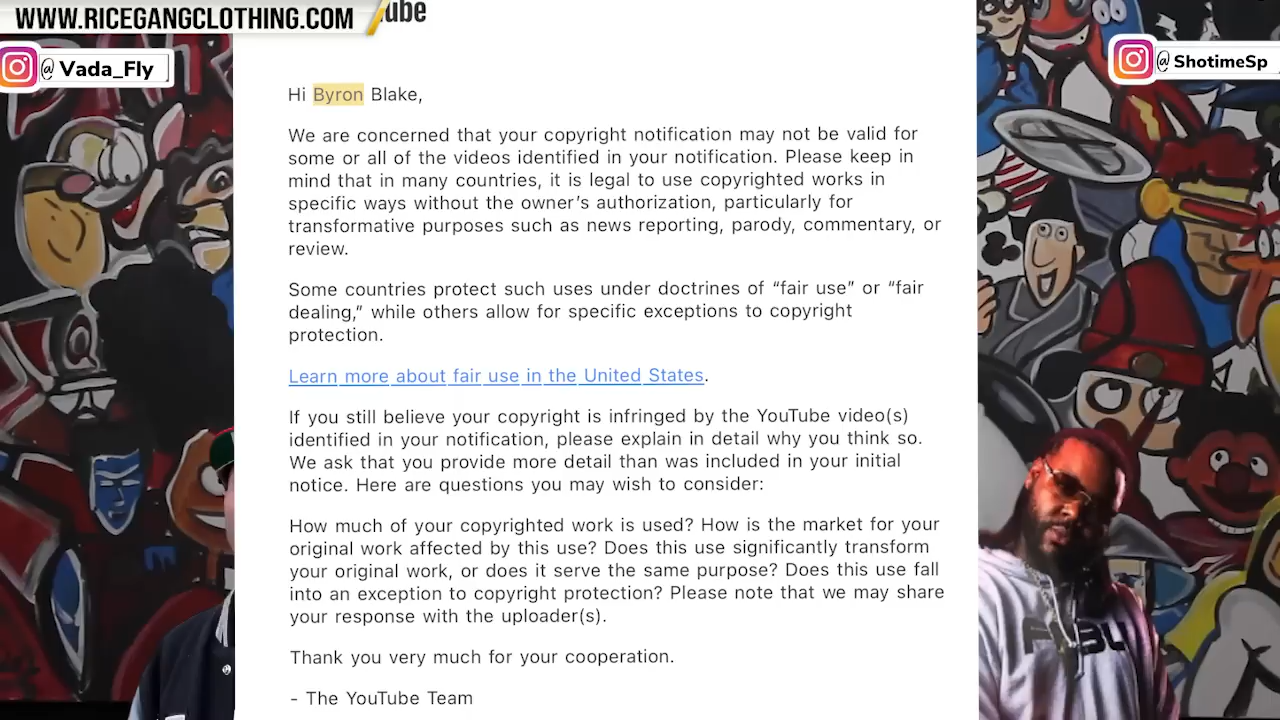 WWW.RICEGANGCLOTHING.COM
ube
@ Vada_Fly
@ ShotimeSp
Hi Byron Blake,
We are concerned that your copyright notification may not be valid for
some or all of the videos identified in your notification. Please keep in
mind that in many countries, it is legal to use copyrighted works in
specific ways without the owner’s authorization, particularly for
transformative purposes such as news reporting, parody, commentary, or
review.
Some countries protect such uses under doctrines of “fair use” or “fair
dealing,” while others allow for specific exceptions to copyright
protection.
Learn more about fair use in the United States.
If you still believe your copyright is infringed by the YouTube video(s)
identified in your notification, please explain in detail why you think so.
We ask that you provide more detail than was included in your initial
notice. Here are questions you may wish to consider:
How much of your copyrighted work is used? How is the market for your
original work affected by this use? Does this use significantly transform
your original work, or does it serve the same purpose? Does this use fall
into an exception to copyright protection? Please note that we may share
your response with the uploader(s).
Thank you very much for your cooperation.
- The YouTube Team